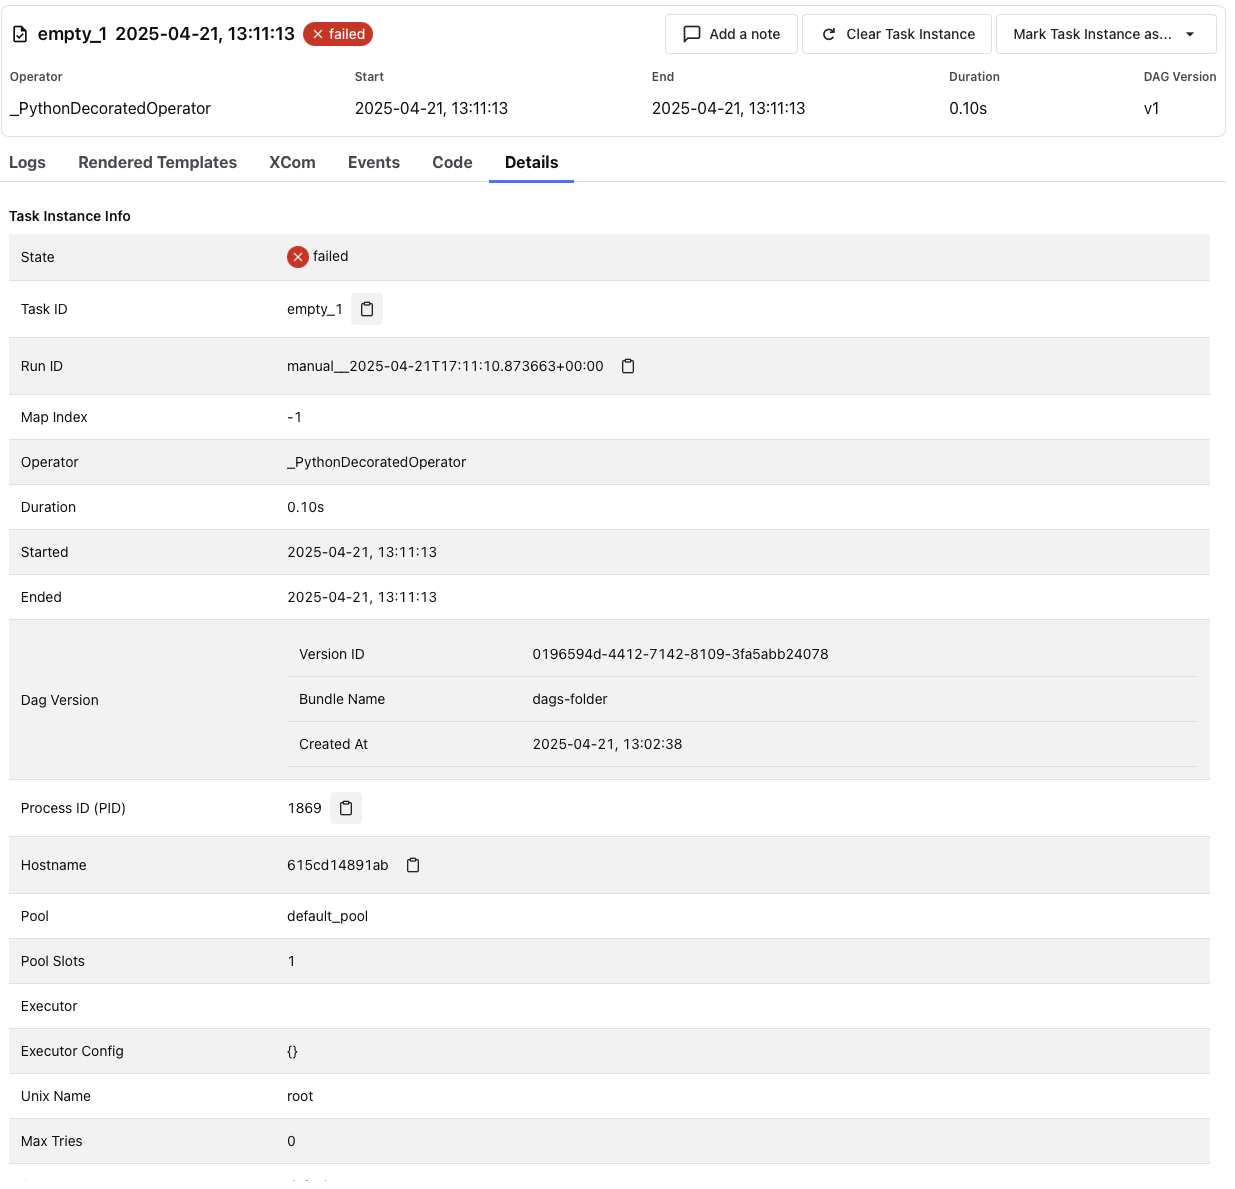 empty_1 2025-04-21, 13:11:13 failed Add a note Clear Task Instance Mark Task Instance as...
Operator Start End Duration DAG Version
_PythonDecoratedOperator 2025-04-21, 13:11:13 2025-04-21, 13:11:13 0.10s v1
Logs Rendered Templates XCom Events Code Details
Task Instance Info
State failed
Task ID empty_1
Run ID manual__2025-04-21T17:11:10.873663+00:00
Map Index -1
Operator _PythonDecoratedOperator
Duration 0.10s
Started 2025-04-21, 13:11:13
Ended 2025-04-21, 13:11:13
Dag Version
Version ID 0196594d-4412-7142-8109-3fa5abb24078
Bundle Name dags-folder
Created At 2025-04-21, 13:02:38
Process ID (PID) 1869
Hostname 615cd14891ab
Pool default_pool
Pool Slots 1
Executor
Executor Config {}
Unix Name root
Max Tries 0